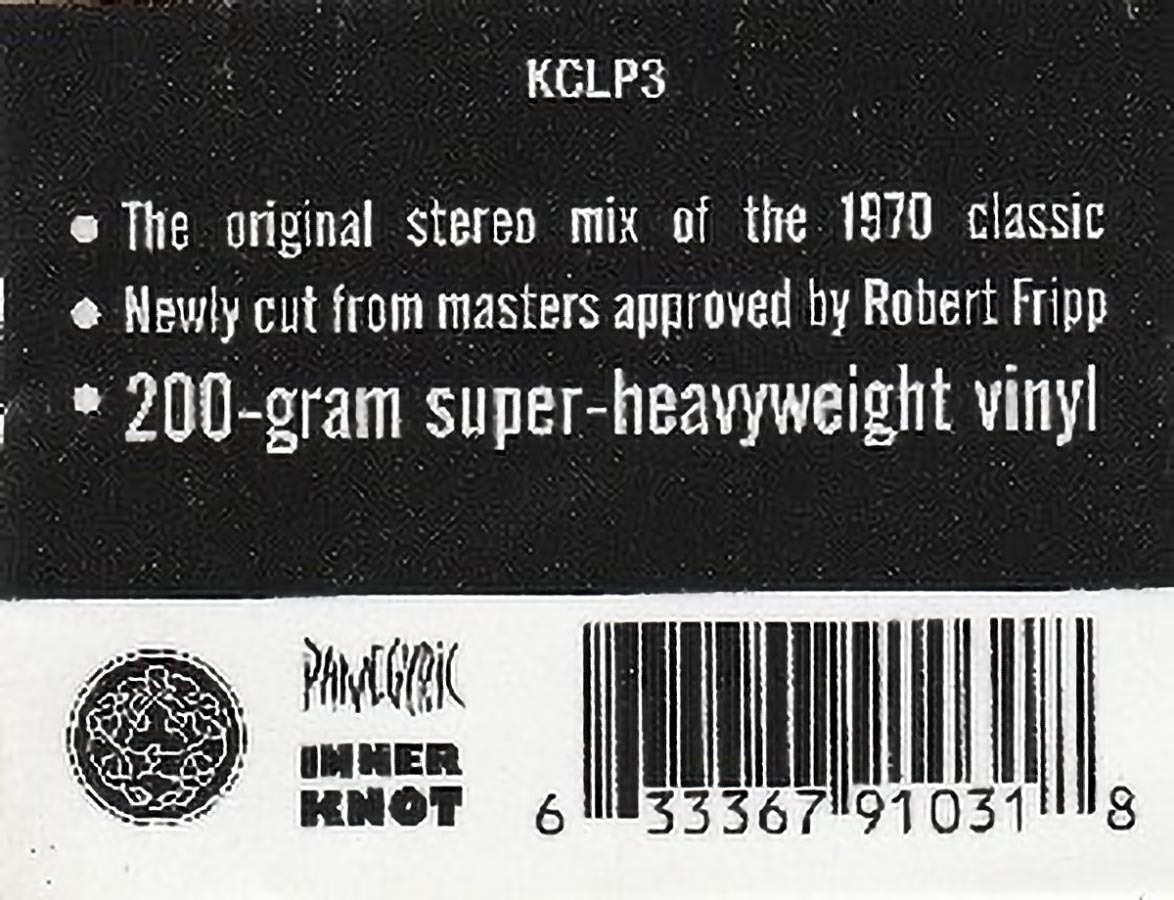 KCLP3
• The original stereo mix of the 1970 classic
• Newly cut from masters approved by Robert Fripp
• 200-gram super-heavyweight vinyl
PANEGYRIC
INNER
KNOT
6 33367 91031 8